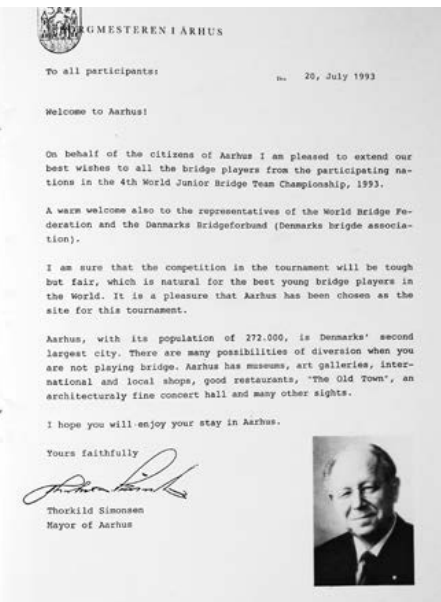 BORGMESTEREN I ÅRHUS
To all participants:
Den 20, July 1993
Welcome to Aarhus!
On behalf of the citizens of Aarhus I am pleased to extend our
best wishes to all the bridge players from the participating na-
tions in the 4th World Junior Bridge Team Championship, 1993.
A warm welcome also to the representatives of the World Bridge Fe-
deration and the Danmarks Bridgeforbund (Denmarks brigde associa-
tion).
I am sure that the competition in the tournament will be tough
but fair, which is natural for the best young bridge players in
the World. It is a pleasure that Aarhus has been chosen as the
site for this tournament.
Aarhus, with its population of 272.000, is Denmarks' second
largest city. There are many possibilities of diversion when you
are not playing bridge. Aarhus has museums, art galleries, inter-
national and local shops, good restaurants, "The Old Town", an
architecturaly fine concert hall and many other sights.
I hope you will enjoy your stay in Aarhus.
Yours faithfully
Thorkild Simonsen
Mayor of Aarhus